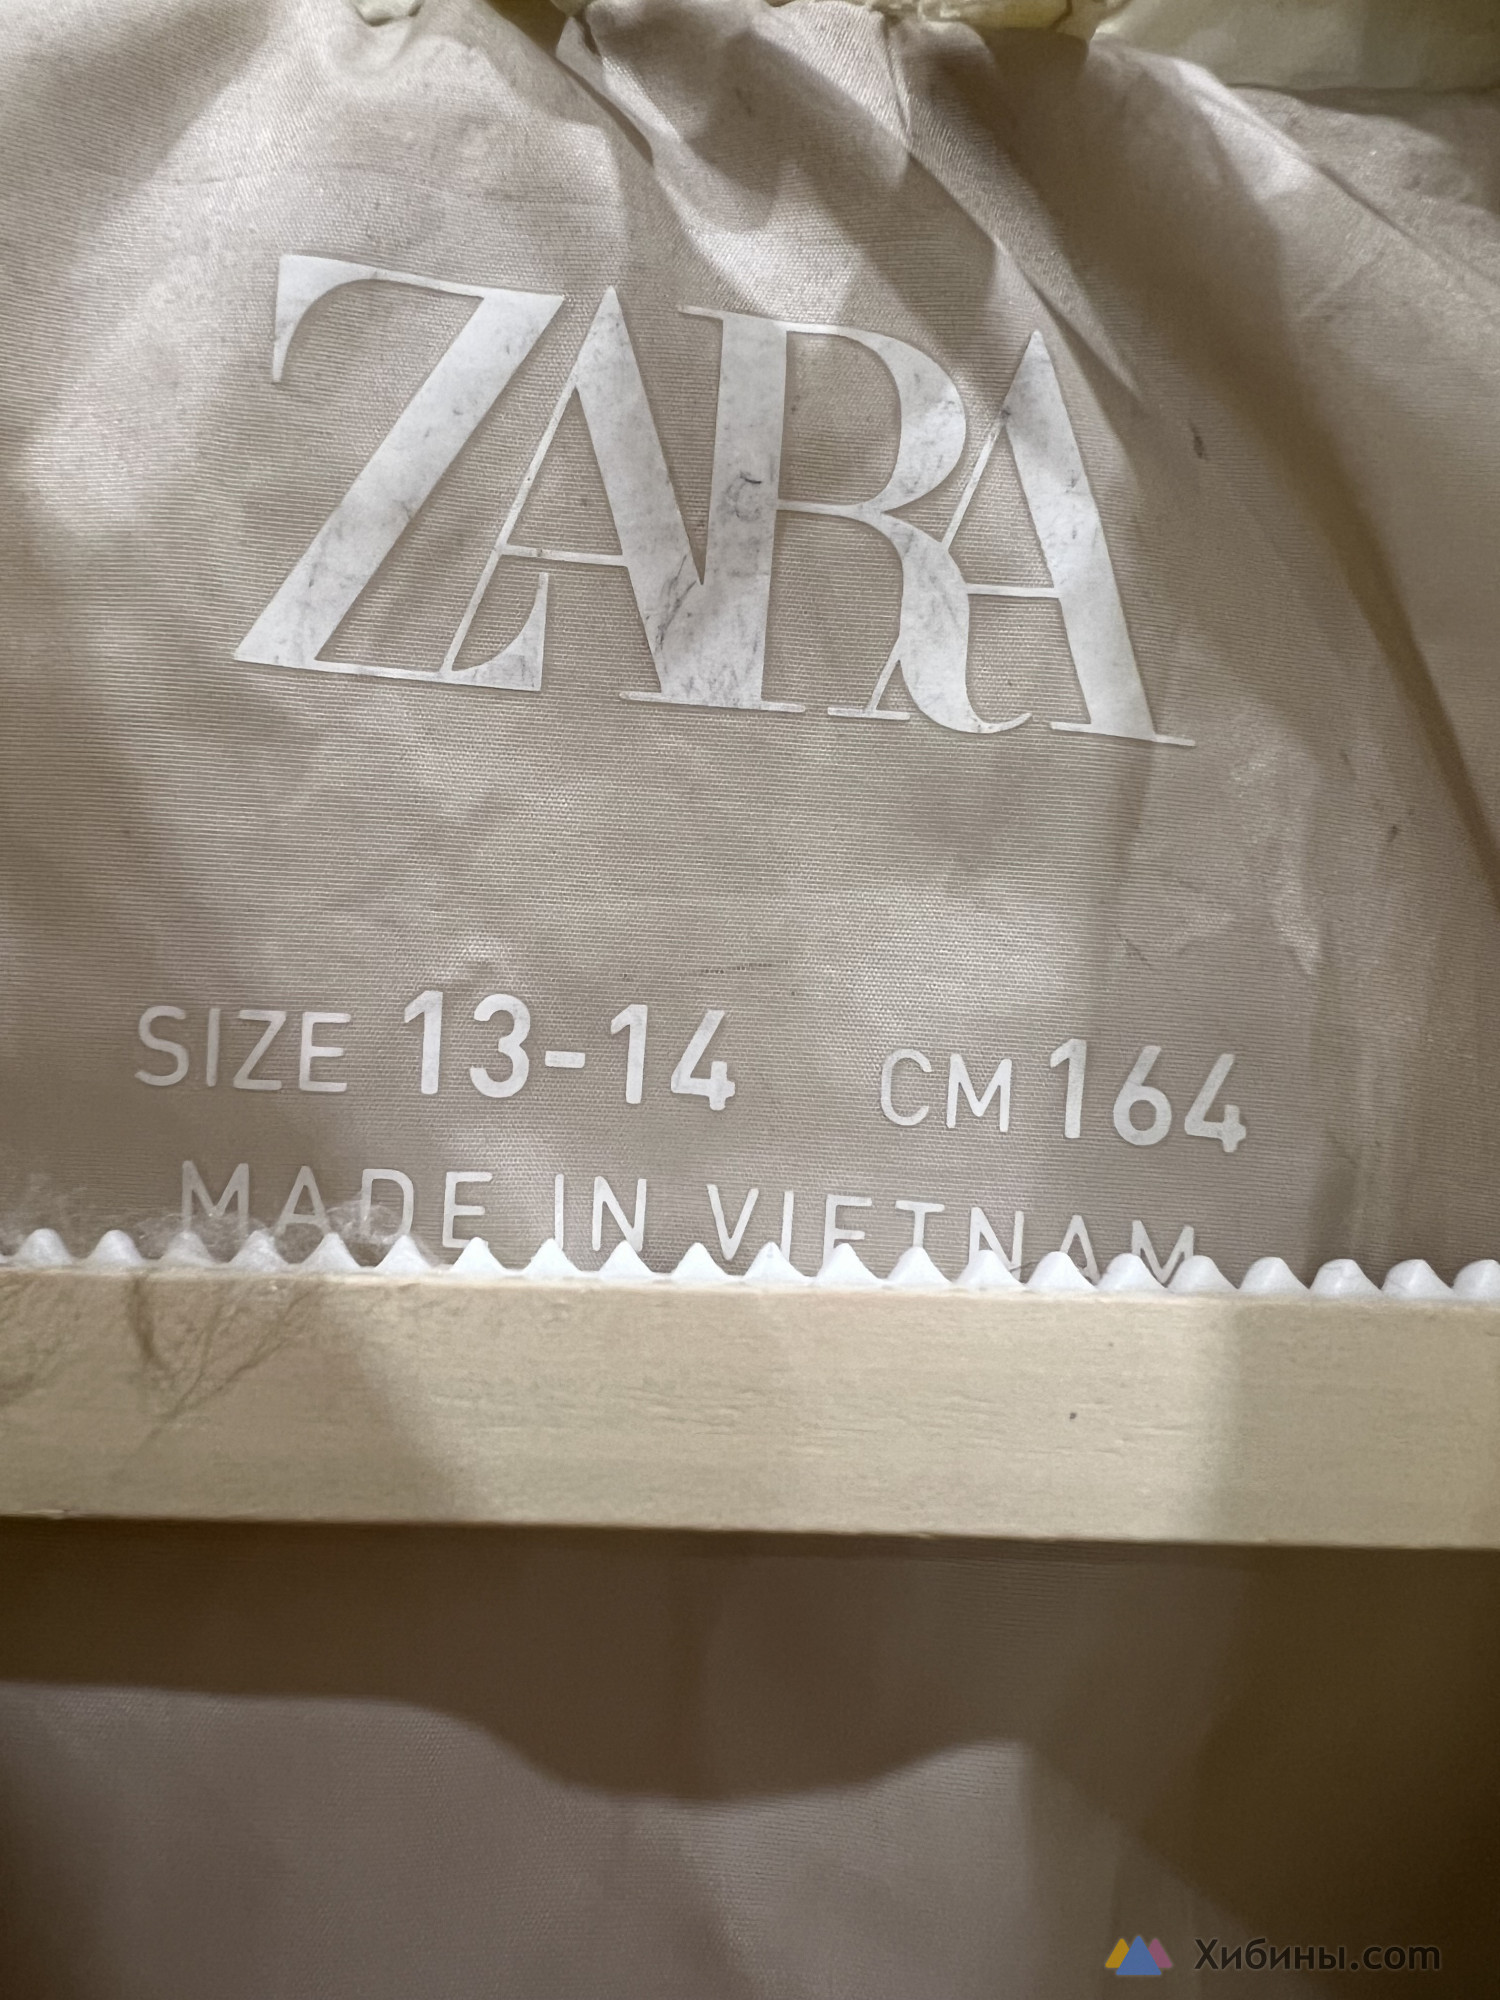 ZARA
SIZE 13-14 CM 164
MADE IN VIETNAM
Хибины.com